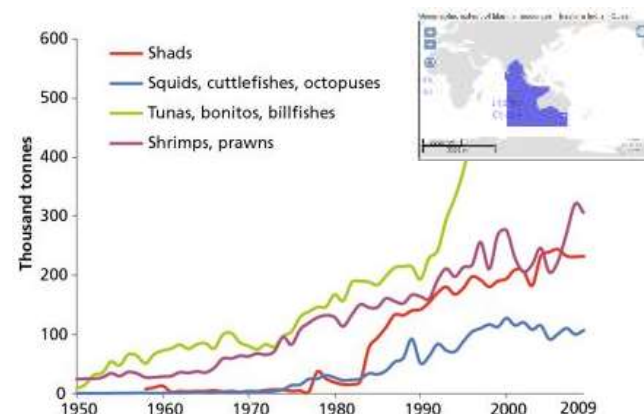 600
500
400
300
200
100
0
Thousand tonnes
Shads
Squids, cuttlefishes, octopuses
Tunas, bonitos, billfishes
Shrimps, prawns
1950
1960
1970
1980
1990
2000
2009